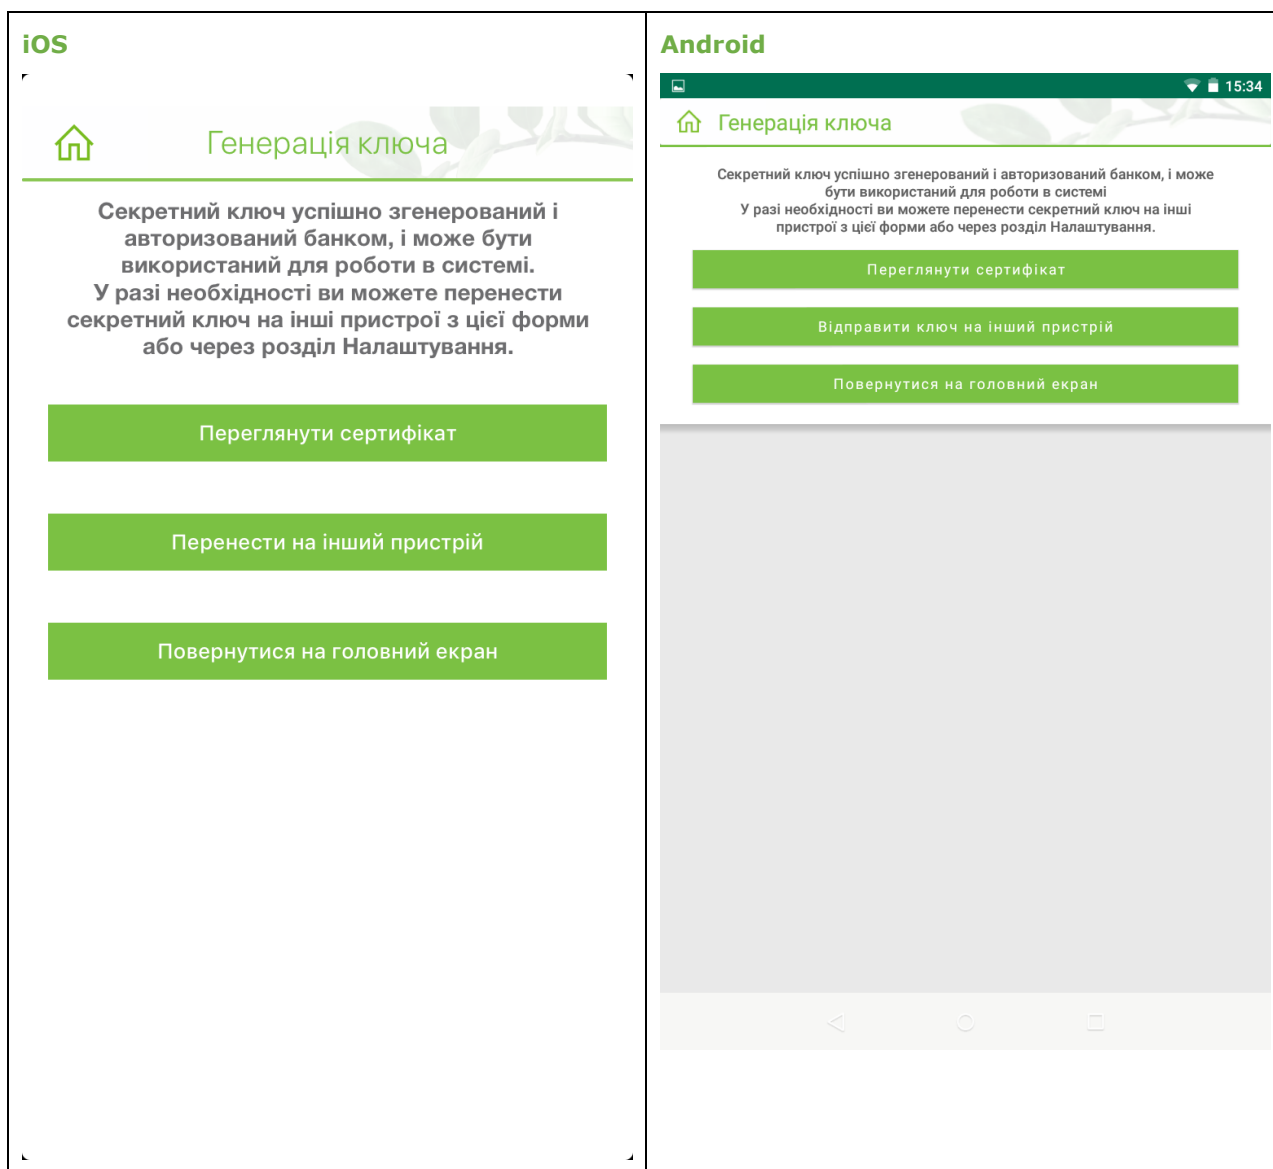 iOS
Генерація ключа
Секретний ключ успішно згенерований і
авторизований банком, і може бути
використаний для роботи в системі.
У разі необхідності ви можете перенести
секретний ключ на інші пристрої з цієї форми
або через розділ Налаштування.
Переглянути сертифікат
Перенести на інший пристрій
Повернутися на головний екран
Android
15:34
Генерація ключа
Секретний ключ успішно згенерований і авторизований банком, і може
бути використаний для роботи в системі
У разі необхідності ви можете перенести секретний ключ на інші
пристрої з цієї форми або через розділ Налаштування.
Переглянути сертифікат
Відправити ключ на інший пристрій
Повернутися на головний екран